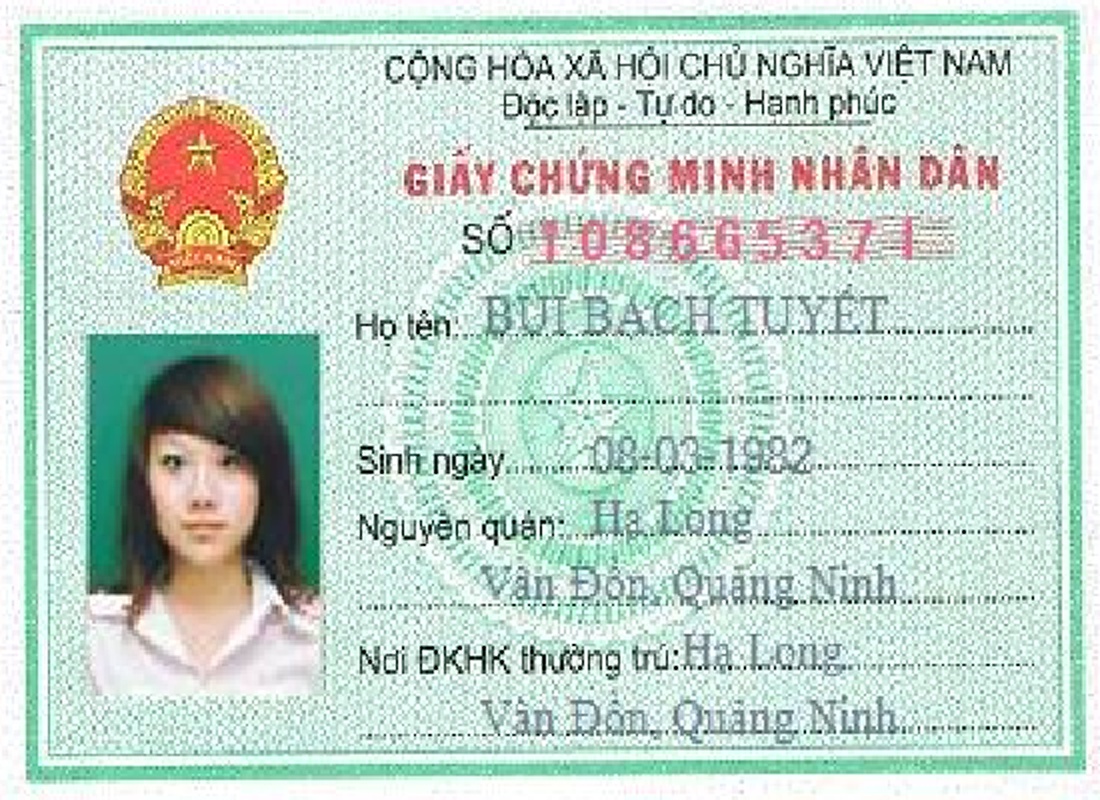 CỘNG HÒA XÃ HỘI CHỦ NGHĨA VIỆT NAM
Độc lập - Tự do - Hạnh phúc
GIẤY CHỨNG MINH NHÂN DÂN
SỐ 108665371
Họ tên: BÙI BẠCH TUYẾT
Sinh ngày 08-03-1982
Nguyên quán: Hạ Long
Vân Đồn, Quảng Ninh
Nơi ĐKHK thường trú: Hạ Long
Vân Đồn, Quảng Ninh